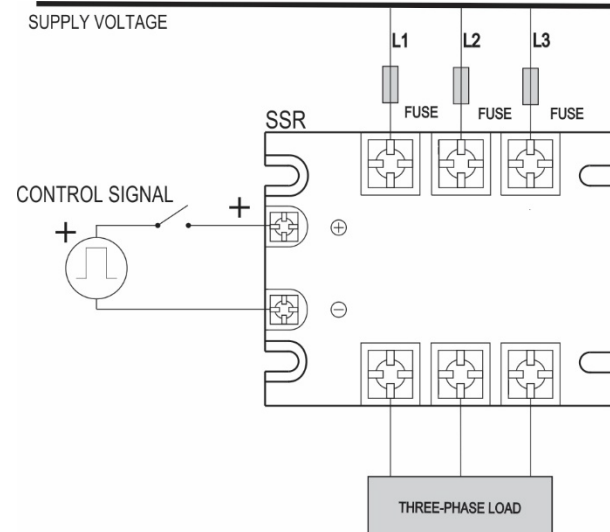 SUPPLY VOLTAGE
L1 L2 L3
FUSE FUSE FUSE
SSR
CONTROL SIGNAL
+ +
+
−
THREE-PHASE LOAD